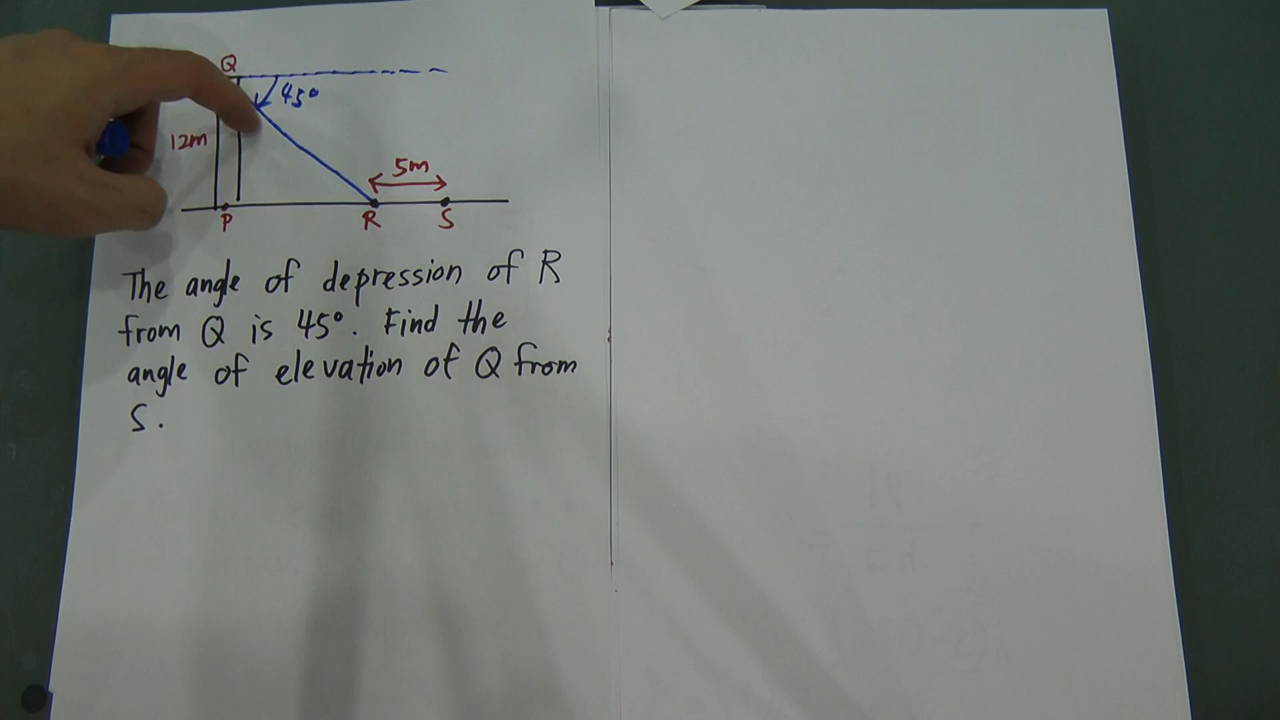 Q
45°
12m
5m
P R S
The angle of depression of R
from Q is 45°. Find the
angle of elevation of Q from
S.